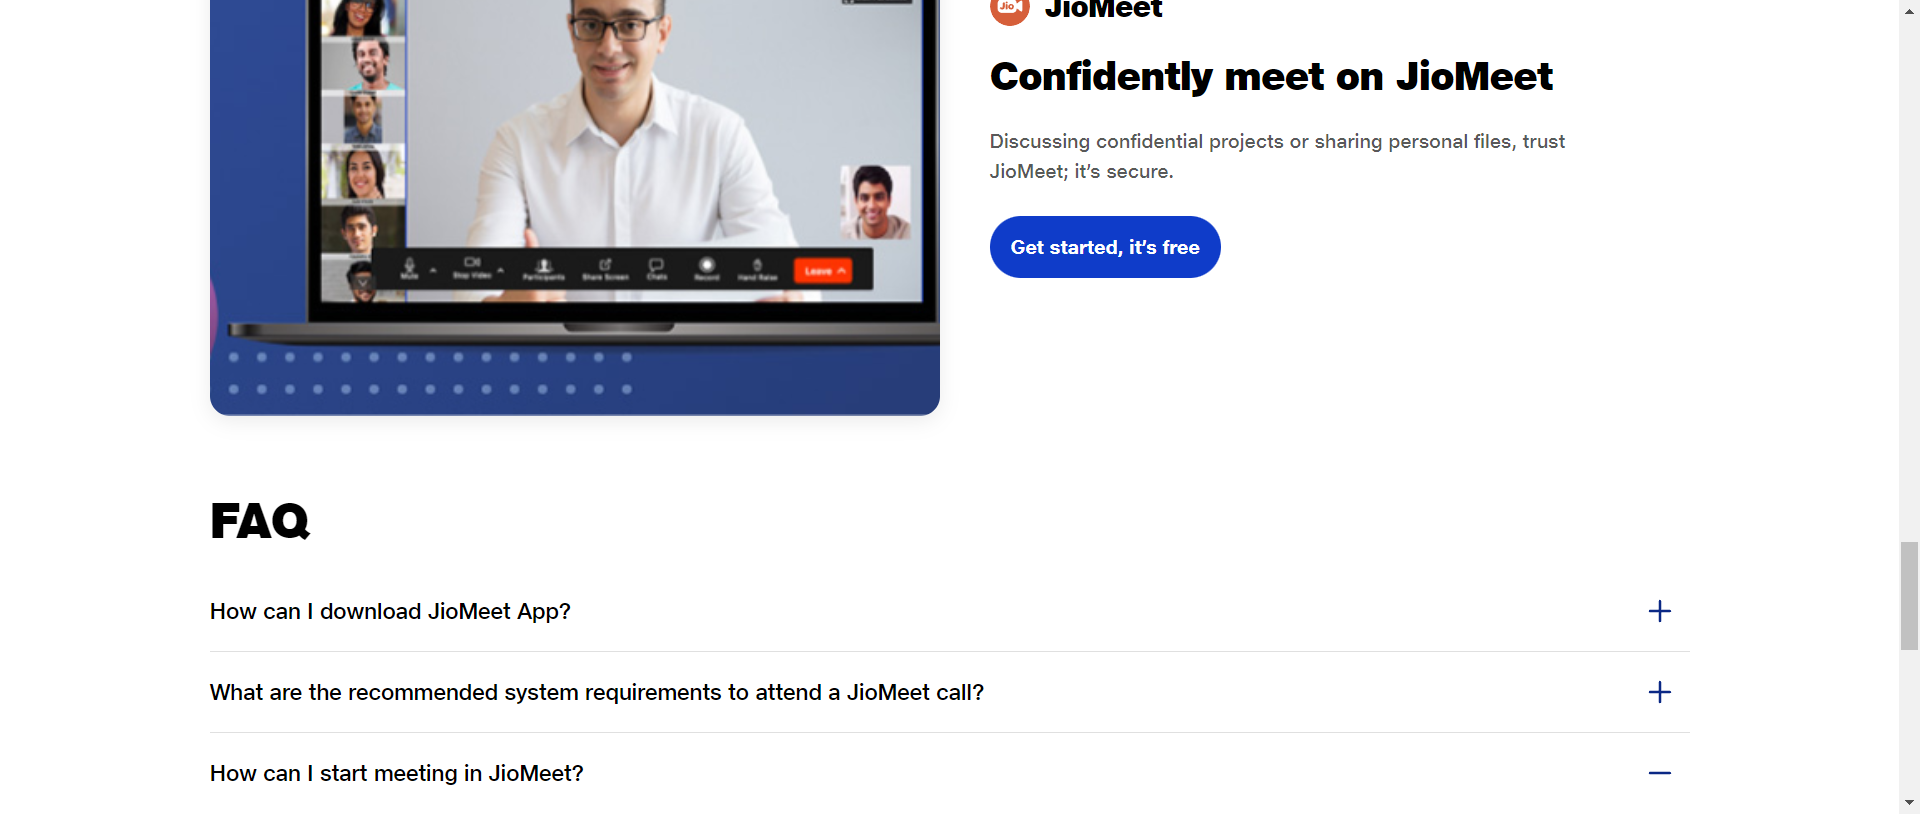 JioMeet
Confidently meet on JioMeet
Discussing confidential projects or sharing personal files, trust
JioMeet; it's secure.
Get started, it's free
Mute
Stop Video
Participants
Share Screen
Chats
Record
Hand Raise
Leave
FAQ
How can I download JioMeet App?
What are the recommended system requirements to attend a JioMeet call?
How can I start meeting in JioMeet?